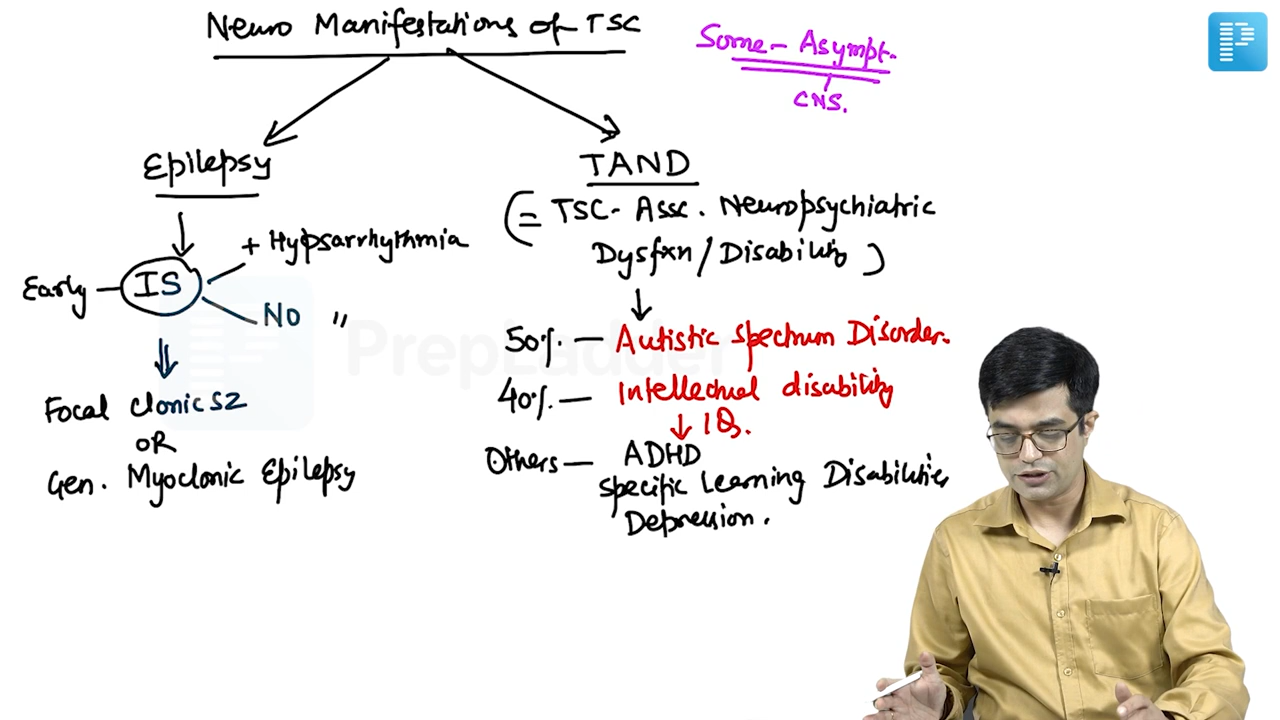 Neuro Manifestations of TSC
Some - Asympt.
CNS.
Epilepsy
TAND
(= TSC - Assc. Neuropsychiatric
Dysfxn / Disability )
+ Hypsarrhythmia
Early — IS
No "
50% — Autistic spectrum Disorder.
40% — Intellectual disability
↓ IQ.
Focal clonic SZ
OR
Gen. Myoclonic Epilepsy
Others — ADHD
Specific Learning Disabilities
Depression.
PrepLadder